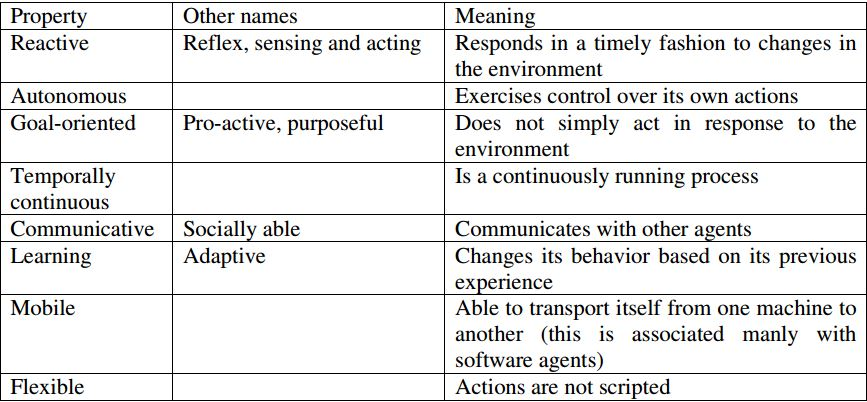 Property Other names Meaning
Reactive Reflex, sensing and acting Responds in a timely fashion to changes in
the environment
Autonomous Exercises control over its own actions
Goal-oriented Pro-active, purposeful Does not simply act in response to the
environment
Temporally Is a continuously running process
continuous
Communicative Socially able Communicates with other agents
Learning Adaptive Changes its behavior based on its previous
experience
Mobile Able to transport itself from one machine to
another (this is associated manly with
software agents)
Flexible Actions are not scripted